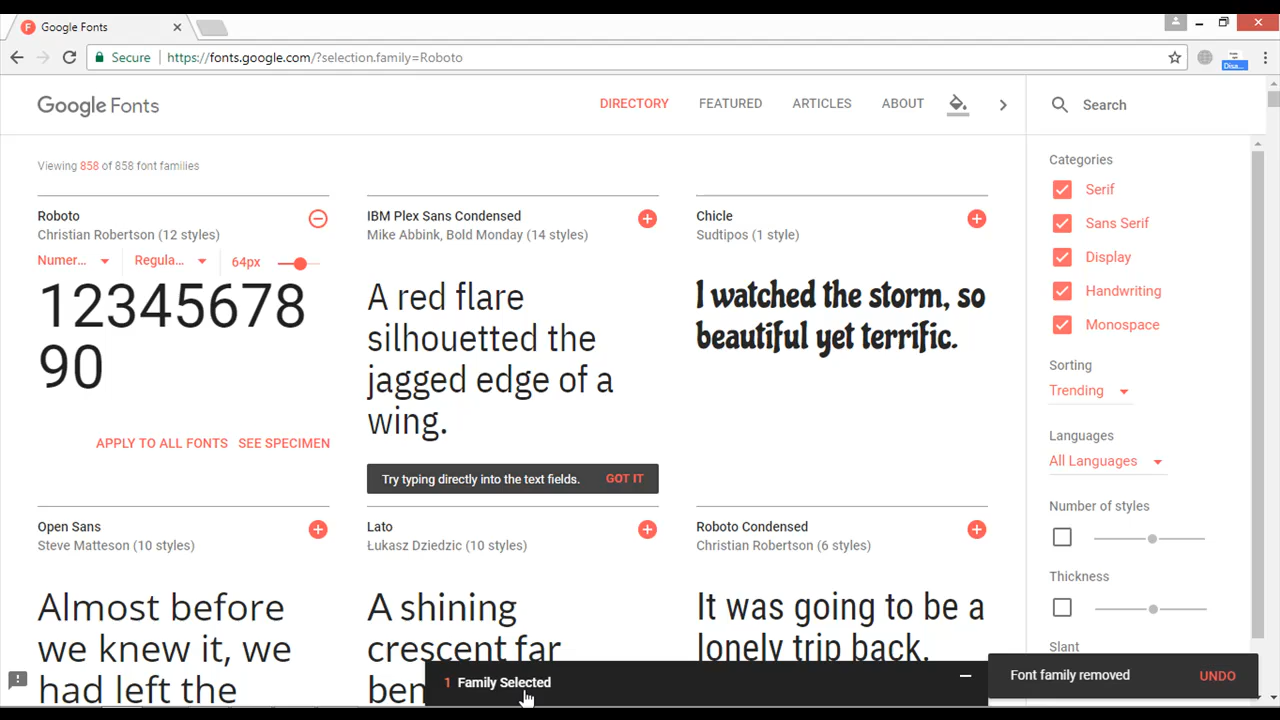 Google Fonts
Secure https://fonts.google.com/?selection.family=Roboto
Disa...
Google Fonts
DIRECTORY FEATURED ARTICLES ABOUT
Search
Viewing 858 of 858 font families
Roboto
Christian Robertson (12 styles)
Numer... Regula... 64px
12345678
90
APPLY TO ALL FONTS SEE SPECIMEN
IBM Plex Sans Condensed
Mike Abbink, Bold Monday (14 styles)
A red flare
silhouetted the
jagged edge of a
wing.
Try typing directly into the text fields. GOT IT
Chicle
Sudtipos (1 style)
I watched the storm, so
beautiful yet terrific.
Open Sans
Steve Matteson (10 styles)
Almost before
we knew it, we
had left the
Lato
Łukasz Dziedzic (10 styles)
A shining
crescent far
ben
Roboto Condensed
Christian Robertson (6 styles)
It was going to be a
lonely trip back.
1 Family Selected
Categories
Serif
Sans Serif
Display
Handwriting
Monospace
Sorting
Trending
Languages
All Languages
Number of styles
Thickness
Slant
Font family removed UNDO